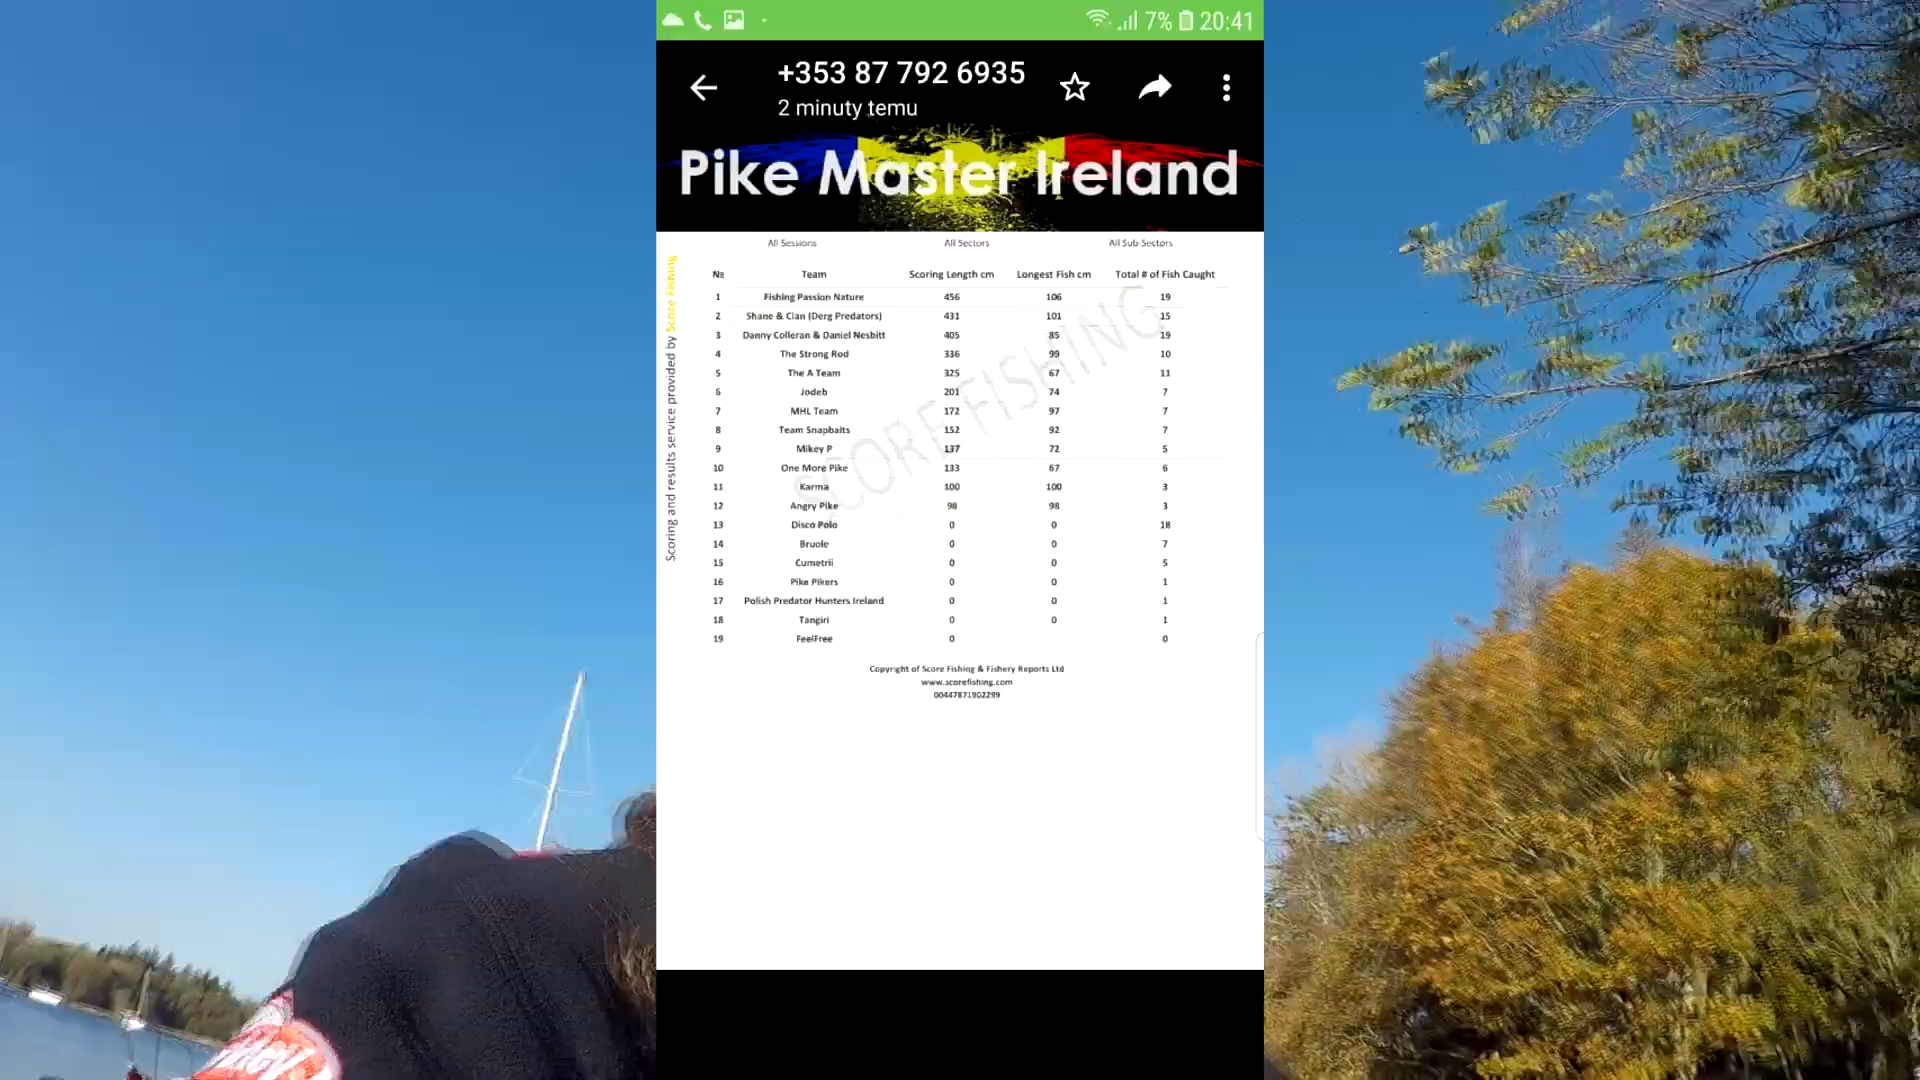 7% 20:41
+353 87 792 6935
2 minuty temu
Pike Master Ireland
All Sessions All Sectors All Sub Sectors
Scoring and results service provided by Score Fishing
№ Team Scoring Length cm Longest Fish cm Total # of Fish Caught
1 Fishing Passion Nature 456 106 19
2 Shane & Cian (Derg Predators) 431 101 15
3 Danny Colleran & Daniel Nesbitt 405 85 19
4 The Strong Rod 336 99 10
5 The A Team 325 67 11
6 Jodeb 201 74 7
7 MHL Team 172 97 7
8 Team Snapbaits 152 92 7
9 Mikey P 137 72 5
10 One More Pike 133 67 6
11 Karma 100 100 3
12 Angry Pike 98 98 3
13 Disco Polo 0 0 18
14 Bruole 0 0 7
15 Cumetrii 0 0 5
16 Pike Pikers 0 0 1
17 Polish Predator Hunters Ireland 0 0 1
18 Tangiri 0 0 1
19 FeelFree 0 0
SCORE FISHING
Copyright of Score Fishing & Fishery Reports Ltd
www.scorefishing.com
00447871902299